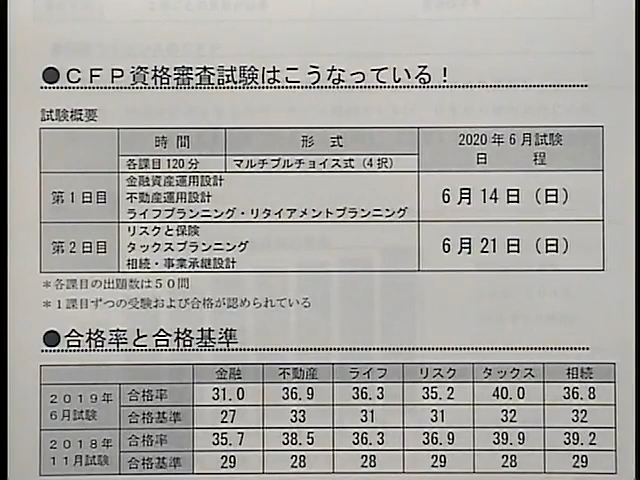 ●ＣＦＰ資格審査試験はこうなっている！
試験概要
時間 形式 2020年6月試験
日程
各課目120分 マルチプルチョイス式（4択）
第1日目 金融資産運用設計
不動産運用設計
ライフプランニング・リタイアメントプランニング
6月14日（日）
第2日目 リスクと保険
タックスプランニング
相続・事業承継設計
6月21日（日）
＊各課目の出題数は５０問
＊１課目ずつの受験および合格が認められている
●合格率と合格基準
金融 不動産 ライフ リスク タックス 相続
２０１９年
６月試験
合格率 31.0 36.9 36.3 35.2 40.0 36.8
合格基準 27 33 31 31 32 32
２０１８年
１１月試験
合格率 35.7 38.5 36.3 36.9 39.9 39.2
合格基準 29 28 28 29 28 29